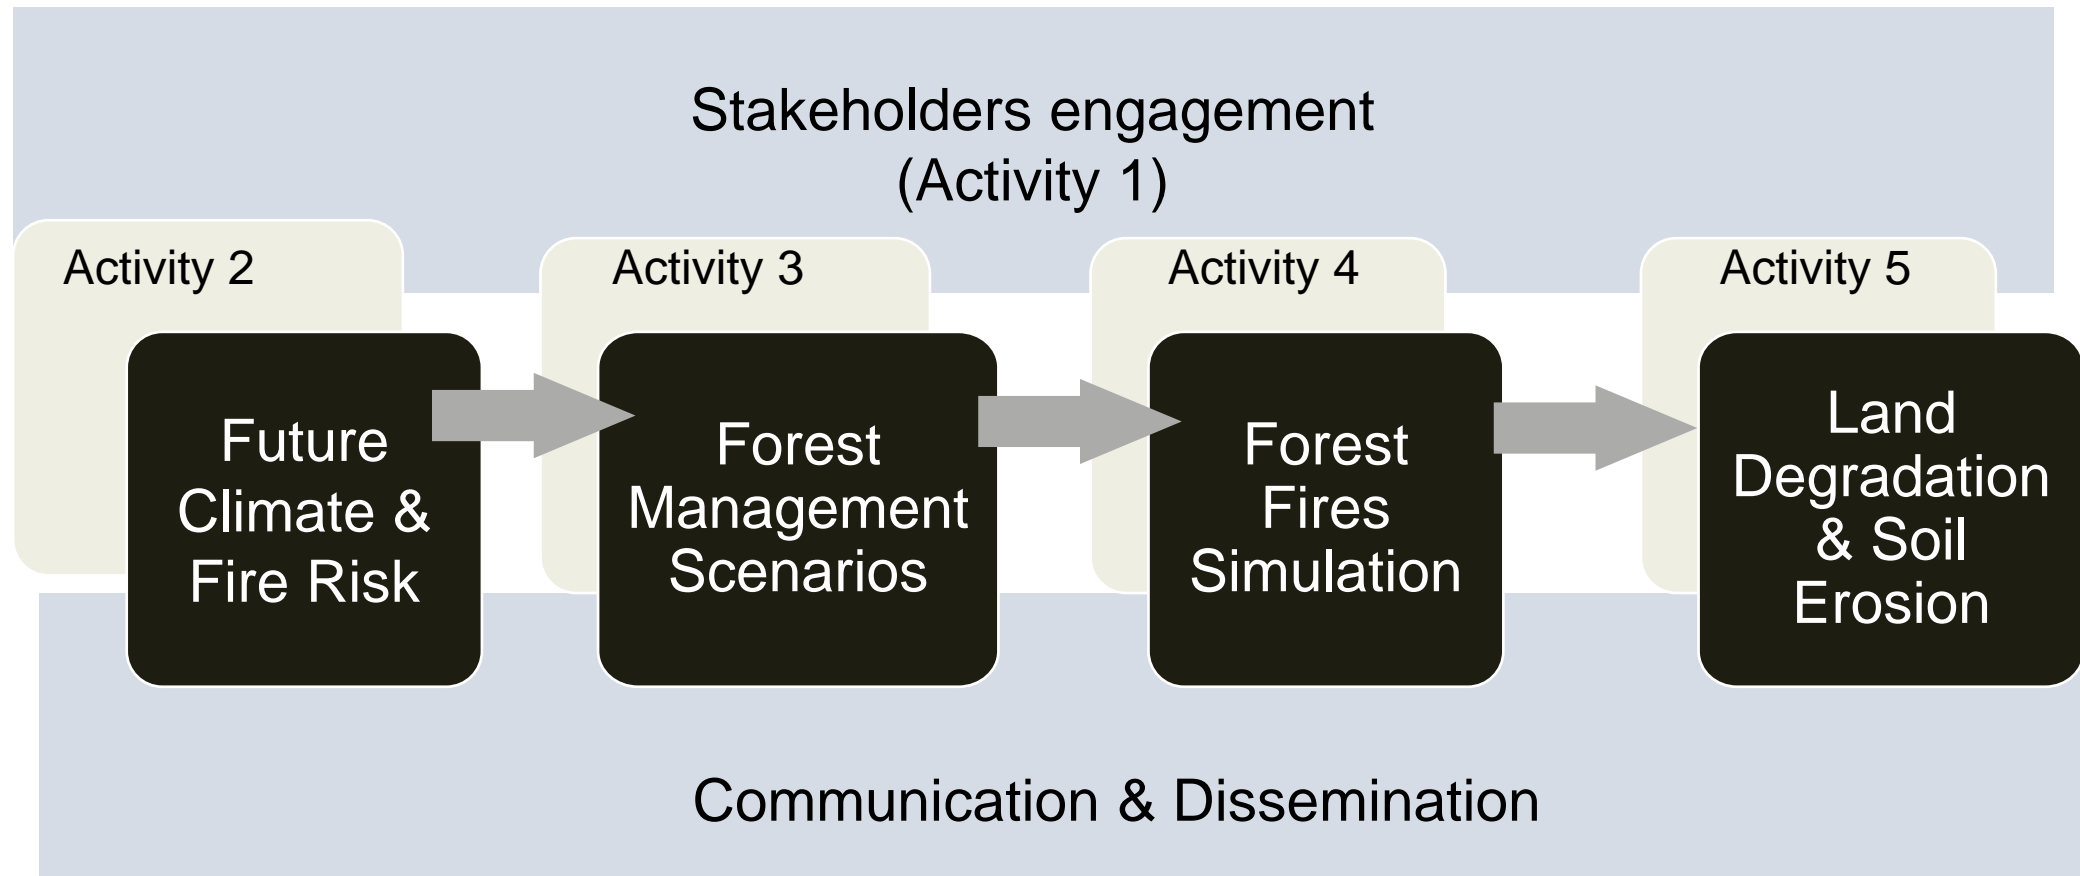 Stakeholders engagement
(Activity 1)
Activity 2
Future
Climate &
Fire Risk
Activity 3
Forest
Management
Scenarios
Activity 4
Forest
Fires
Simulation
Activity 5
Land
Degradation
& Soil
Erosion
Communication & Dissemination